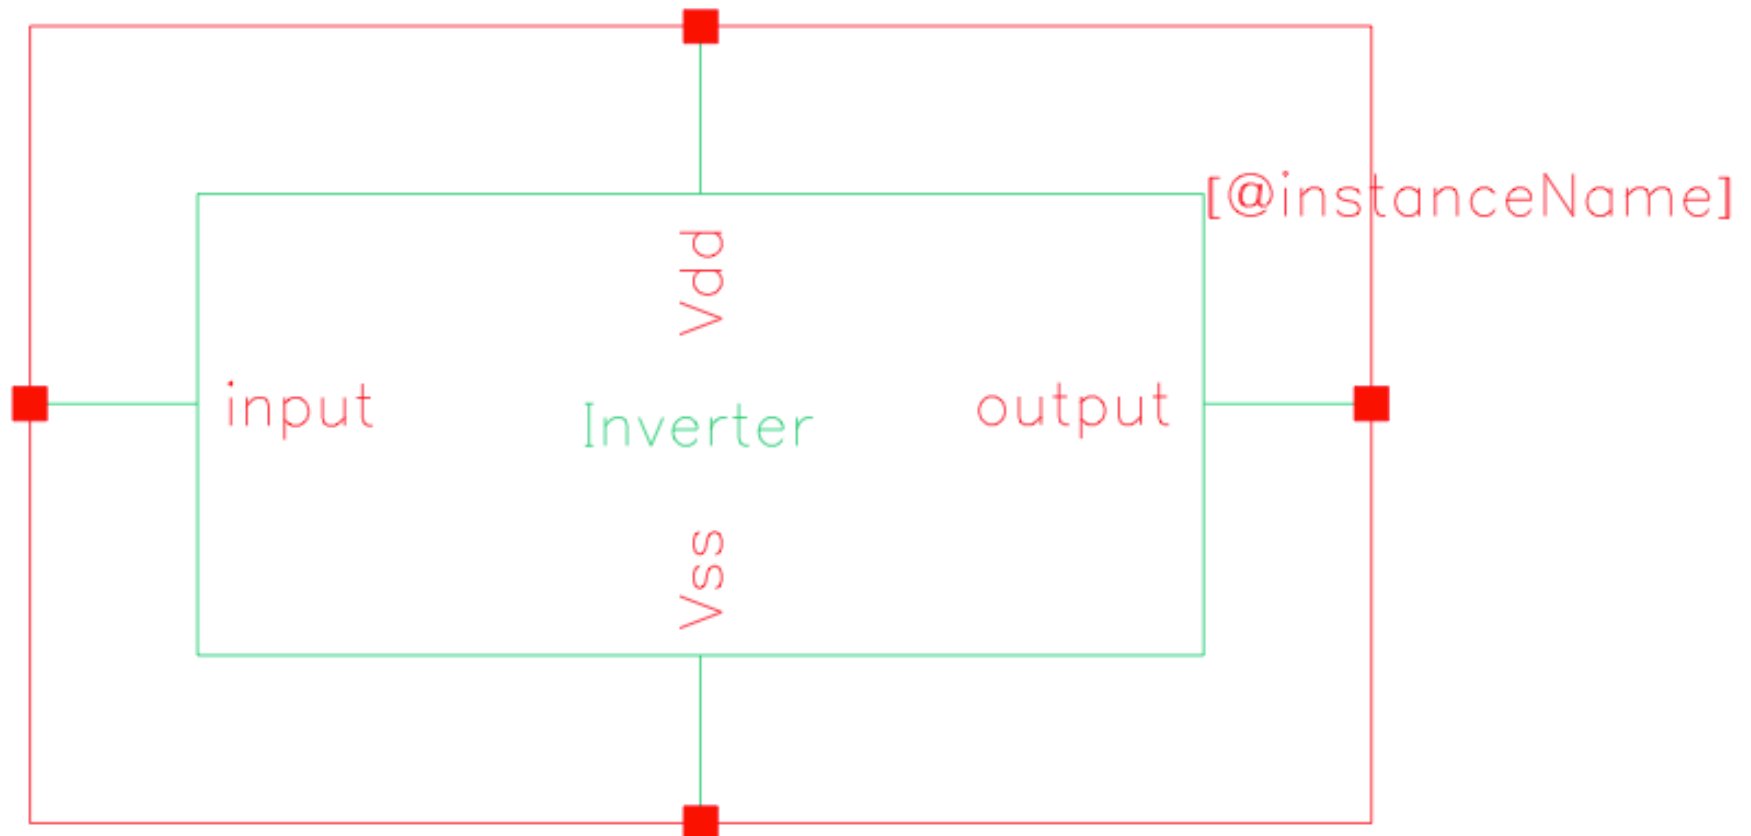 [@instanceName]
Vdd
input
Inverter
output
Vss